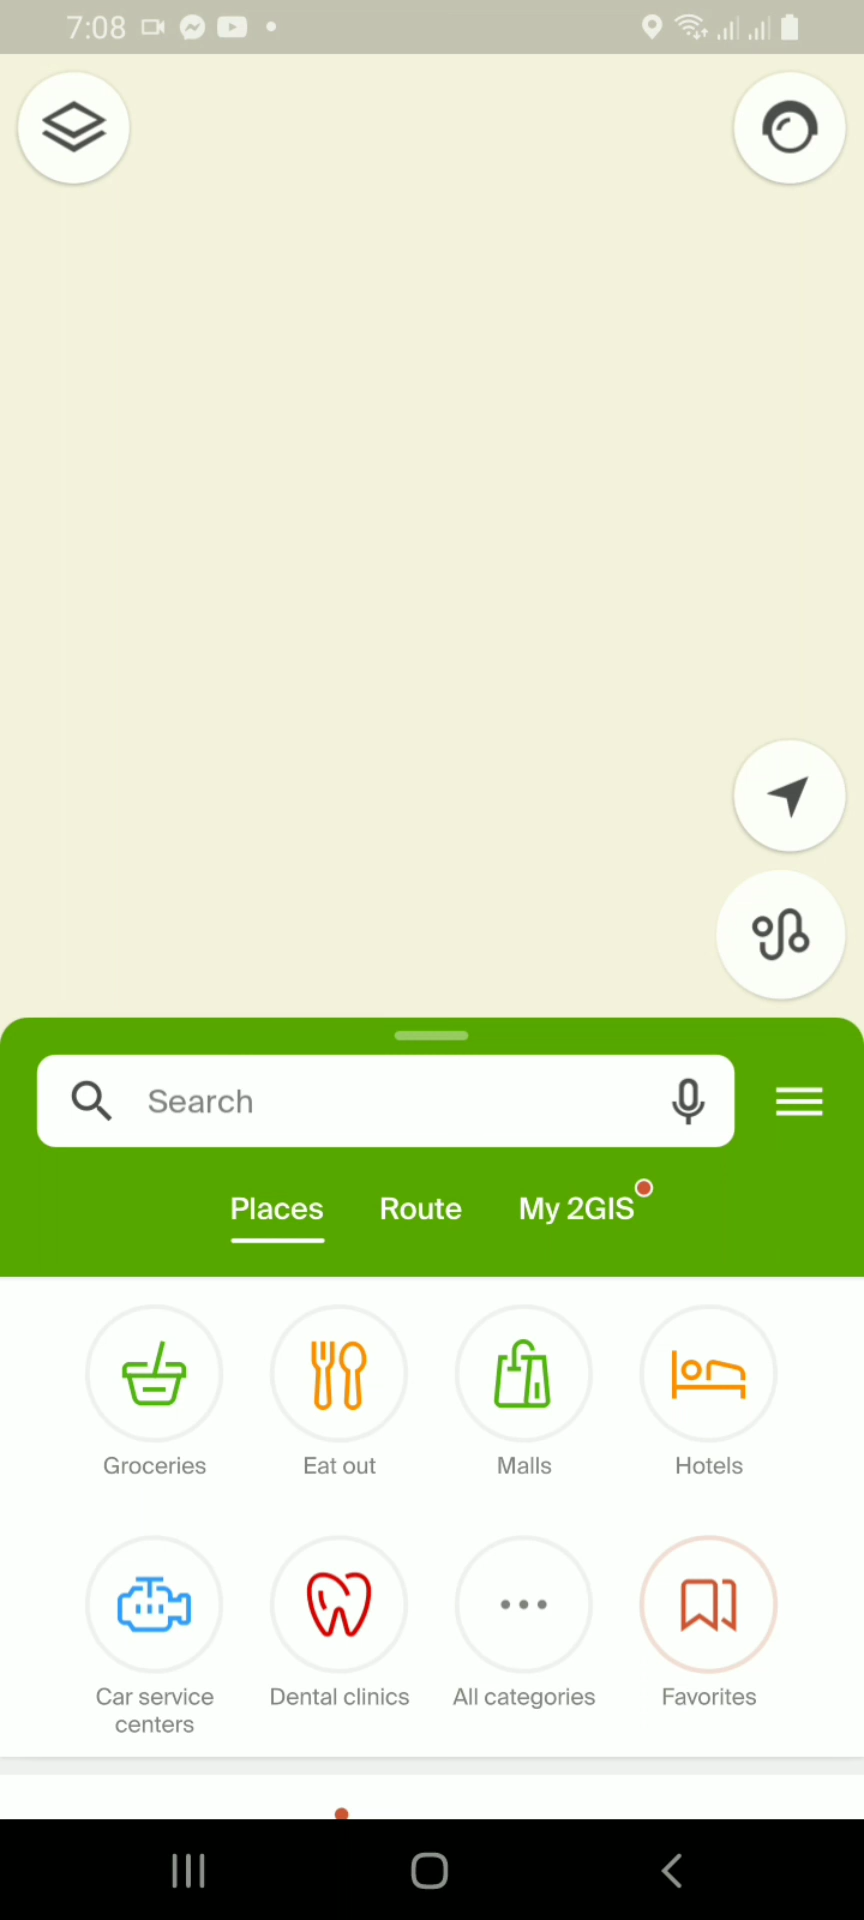 7:08
Search
Places Route My 2GIS
Groceries Eat out Malls Hotels
Car service centers Dental clinics All categories Favorites